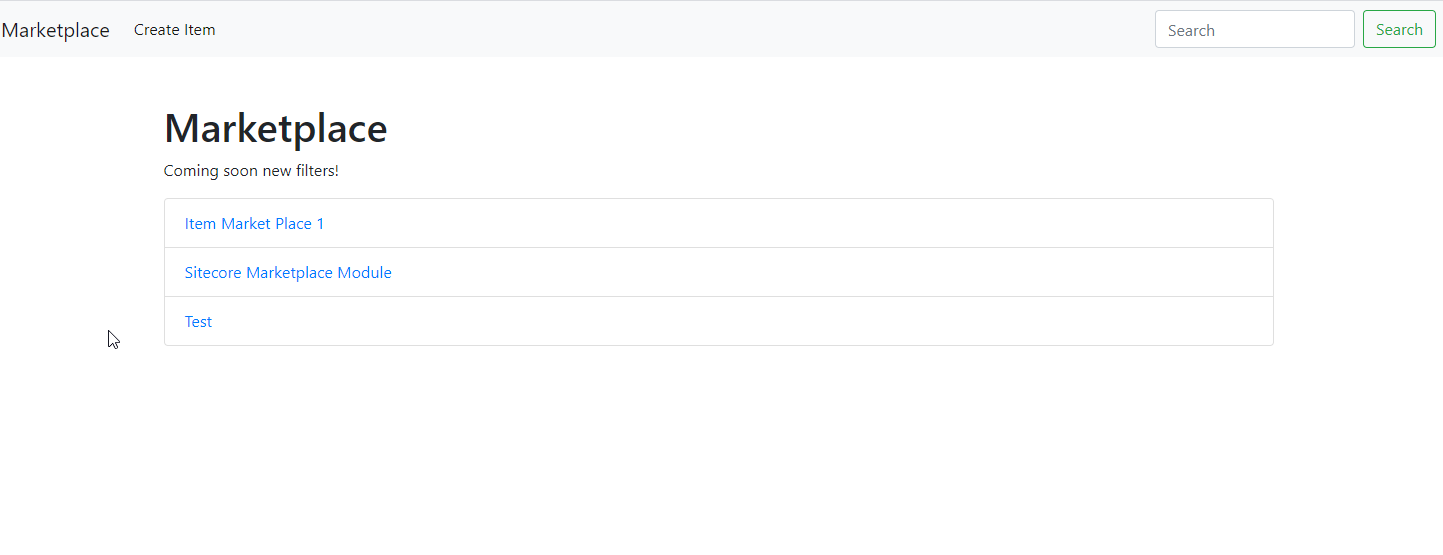 Marketplace Create Item Search Search
Marketplace
Coming soon new filters!
Item Market Place 1
Sitecore Marketplace Module
Test